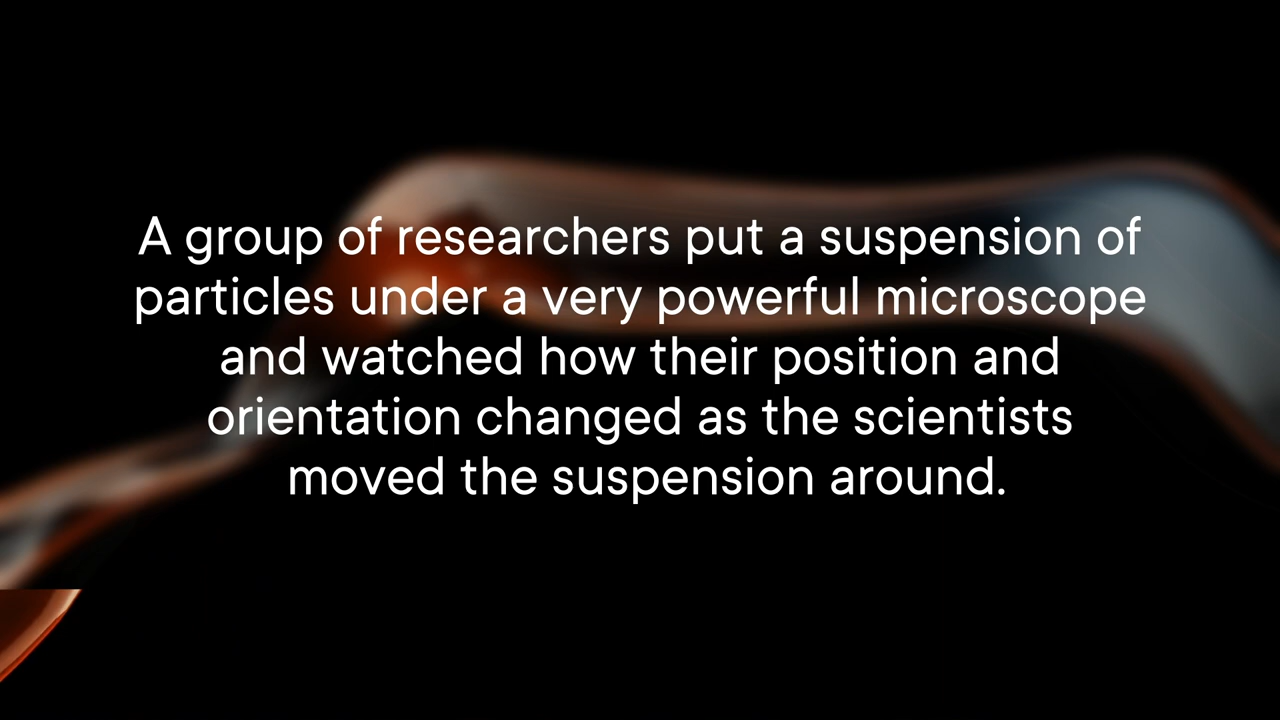 A group of researchers put a suspension of
particles under a very powerful microscope
and watched how their position and
orientation changed as the scientists
moved the suspension around.